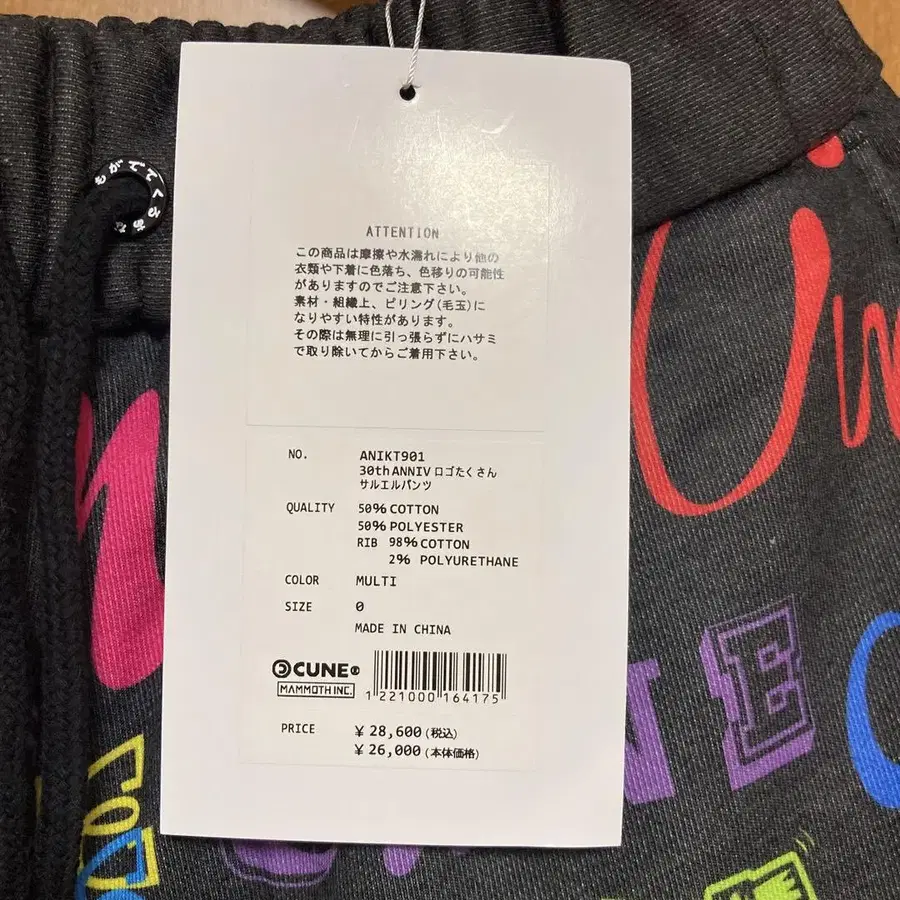 ATTENTION
この商品は摩擦や水濡れにより他の
衣類や下着に色落ち、色移りの可能性
がありますのでご注意下さい。
素材・組織上、ピリング(毛玉)に
なりやすい特性があります。
その際は無理に引っ張らずにハサミ
で取り除いてからご着用下さい。
NO. ANIKT901
30thANNIV ロゴたくさん
サルエルパンツ
QUALITY 50% COTTON
50% POLYESTER
RIB 98% COTTON
2% POLYURETHANE
COLOR MULTI
SIZE 0
MADE IN CHINA
CUNE®
MAMMOTH INC.
1 221000 164175
PRICE ¥ 28,600 (税込)
¥ 26,000 (本体価格)